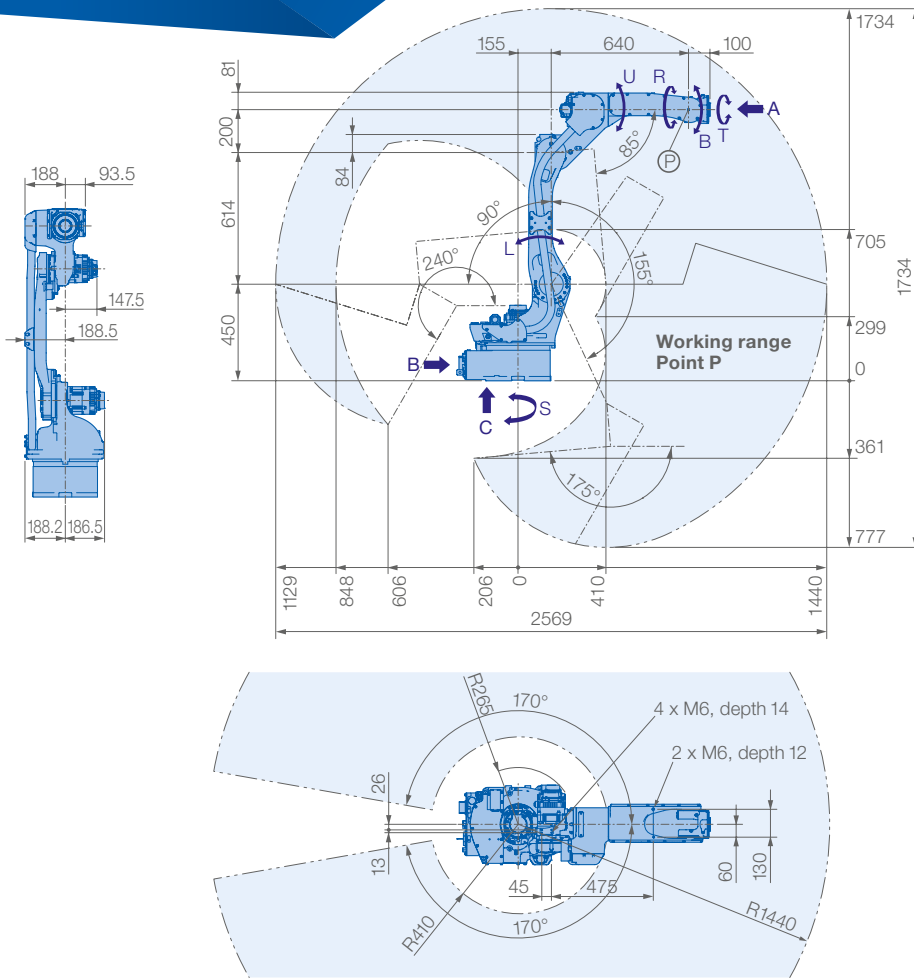 1734
155
640
100
81
U
R
A
B
T
P
200
85°
188
93.5
84
614
90°
705
1734
L
240°
155°
147.5
188.5
450
299
Working range
Point P
0
B
C
S
361
175°
188.2
186.5
777
1129
848
606
206
0
410
1440
2569
R265
170°
4 x M6, depth 14
2 x M6, depth 12
26
13
45
475
60
130
R410
170°
R1440